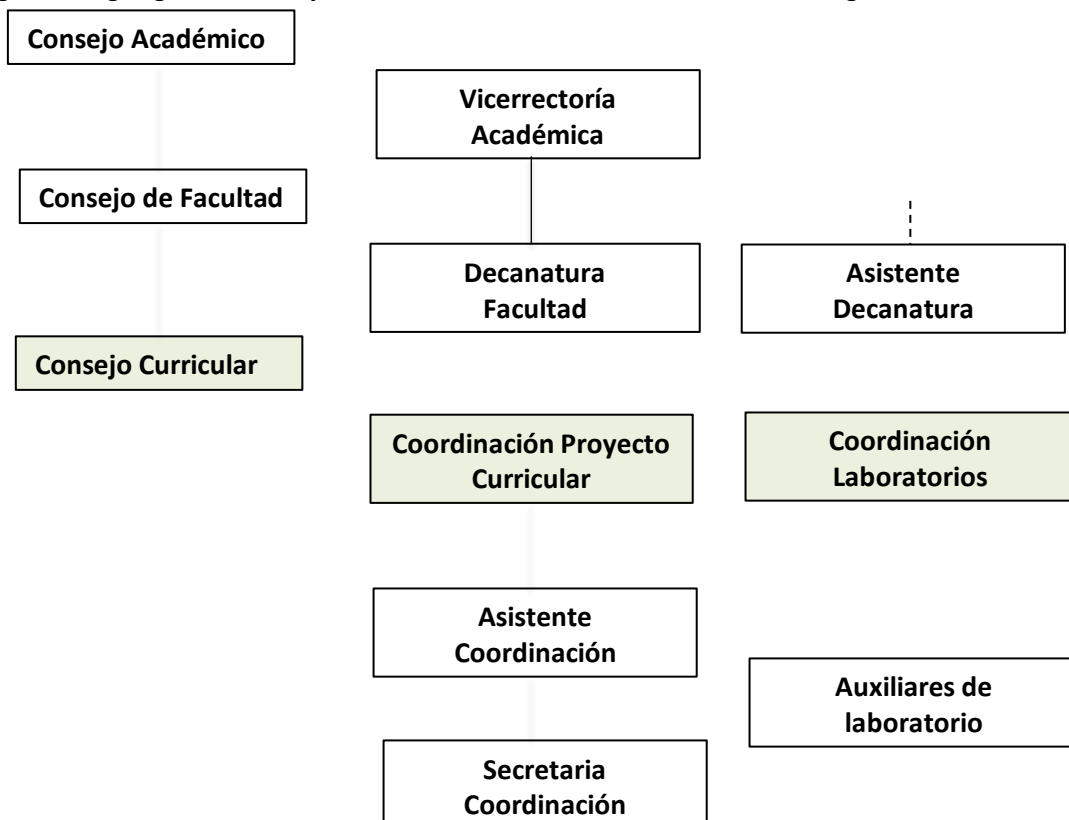 Consejo Académico
Vicerrectoría
Académica
Consejo de Facultad
Decanatura
Facultad
Asistente
Decanatura
Consejo Curricular
Coordinación Proyecto
Curricular
Coordinación
Laboratorios
Asistente
Coordinación
Auxiliares de
laboratorio
Secretaria
Coordinación